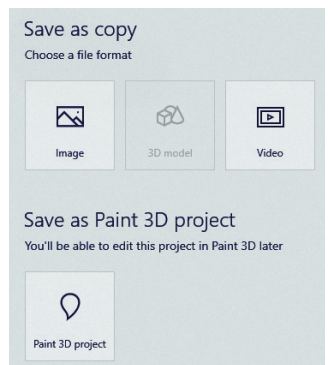 Save as copy
Choose a file format
Image
3D model
Video
Save as Paint 3D project
You'll be able to edit this project in Paint 3D later
Paint 3D project